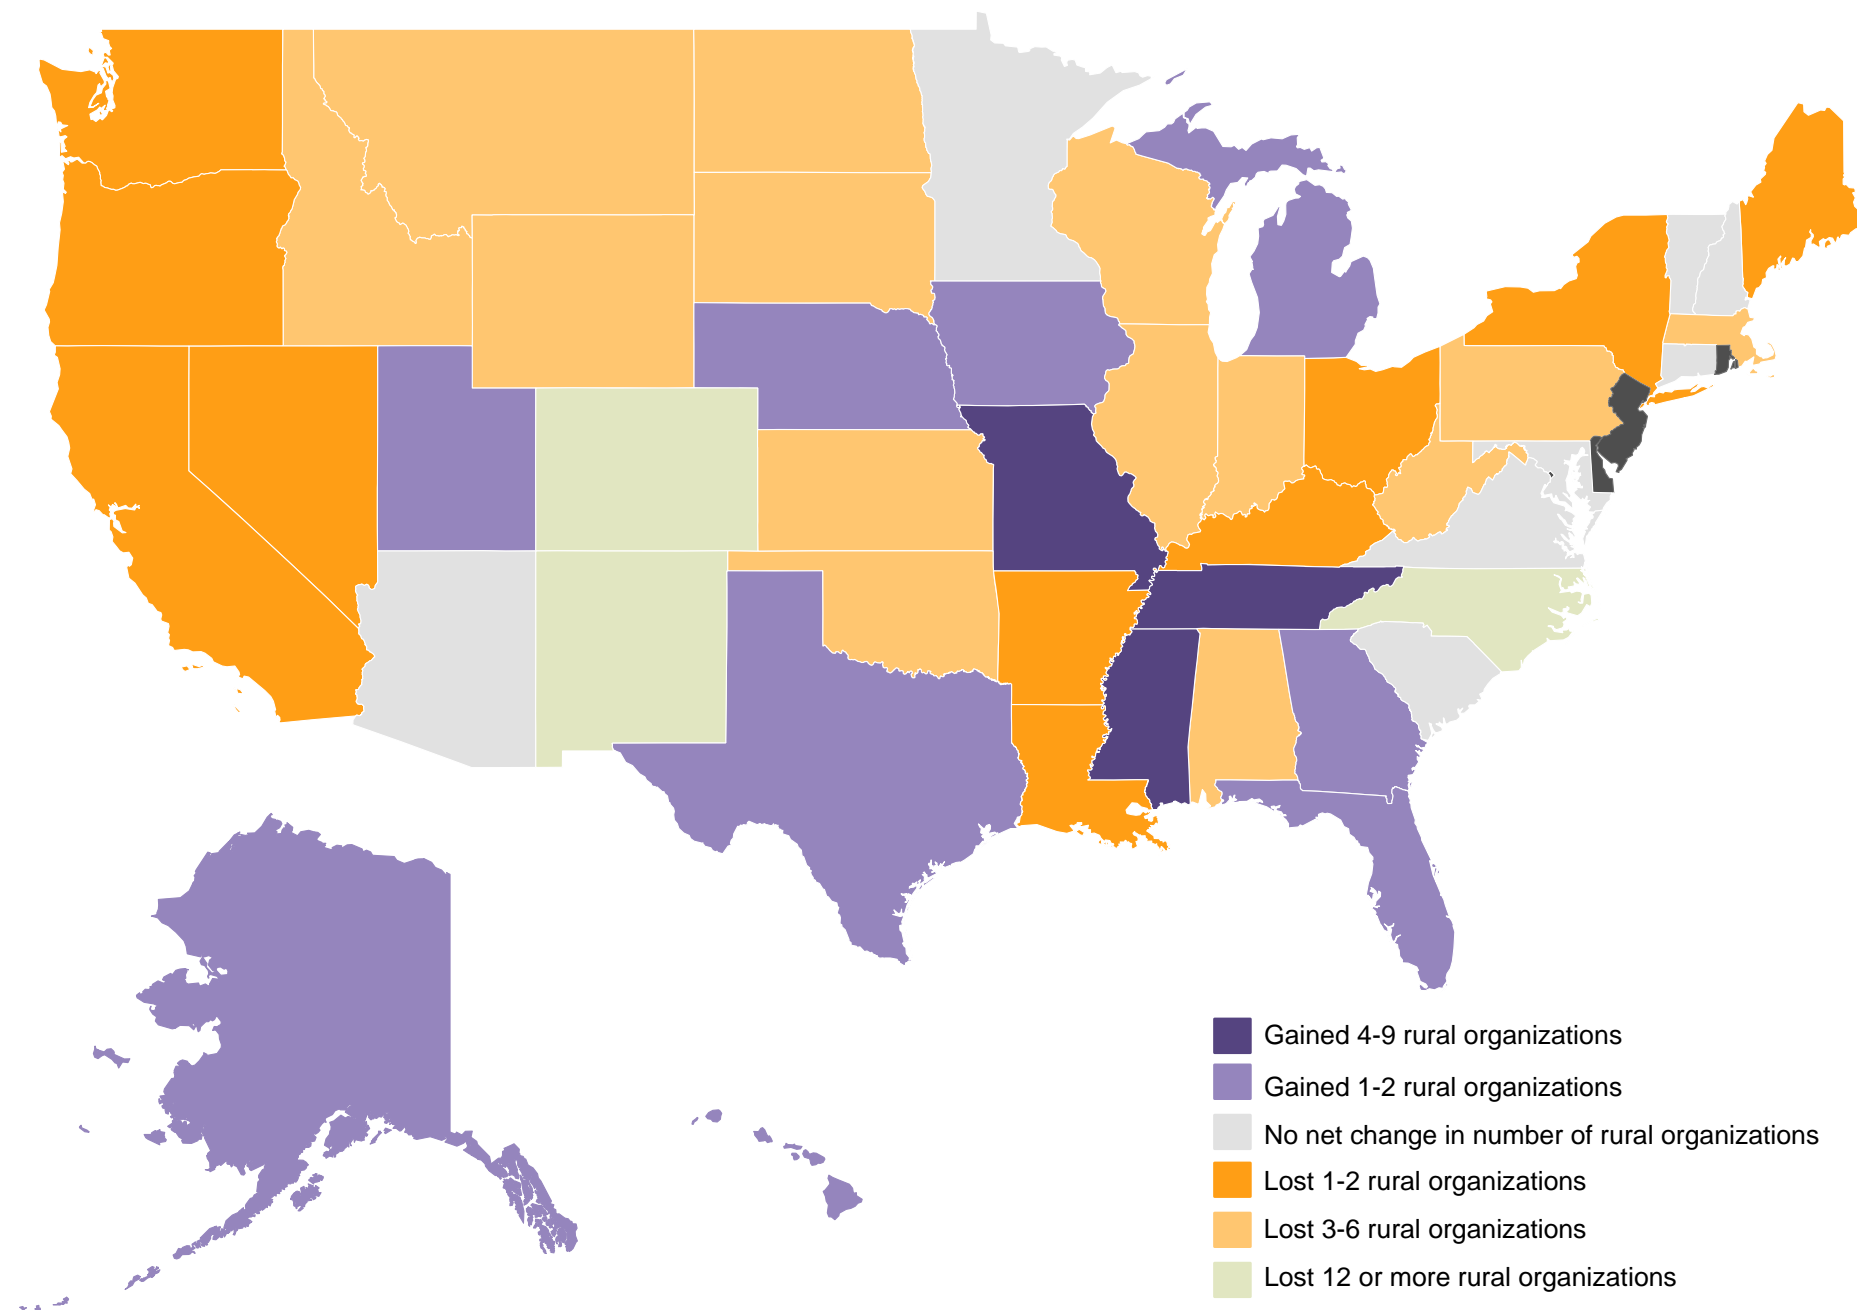 Gained 4-9 rural organizations
Gained 1-2 rural organizations
No net change in number of rural organizations
Lost 1-2 rural organizations
Lost 3-6 rural organizations
Lost 12 or more rural organizations